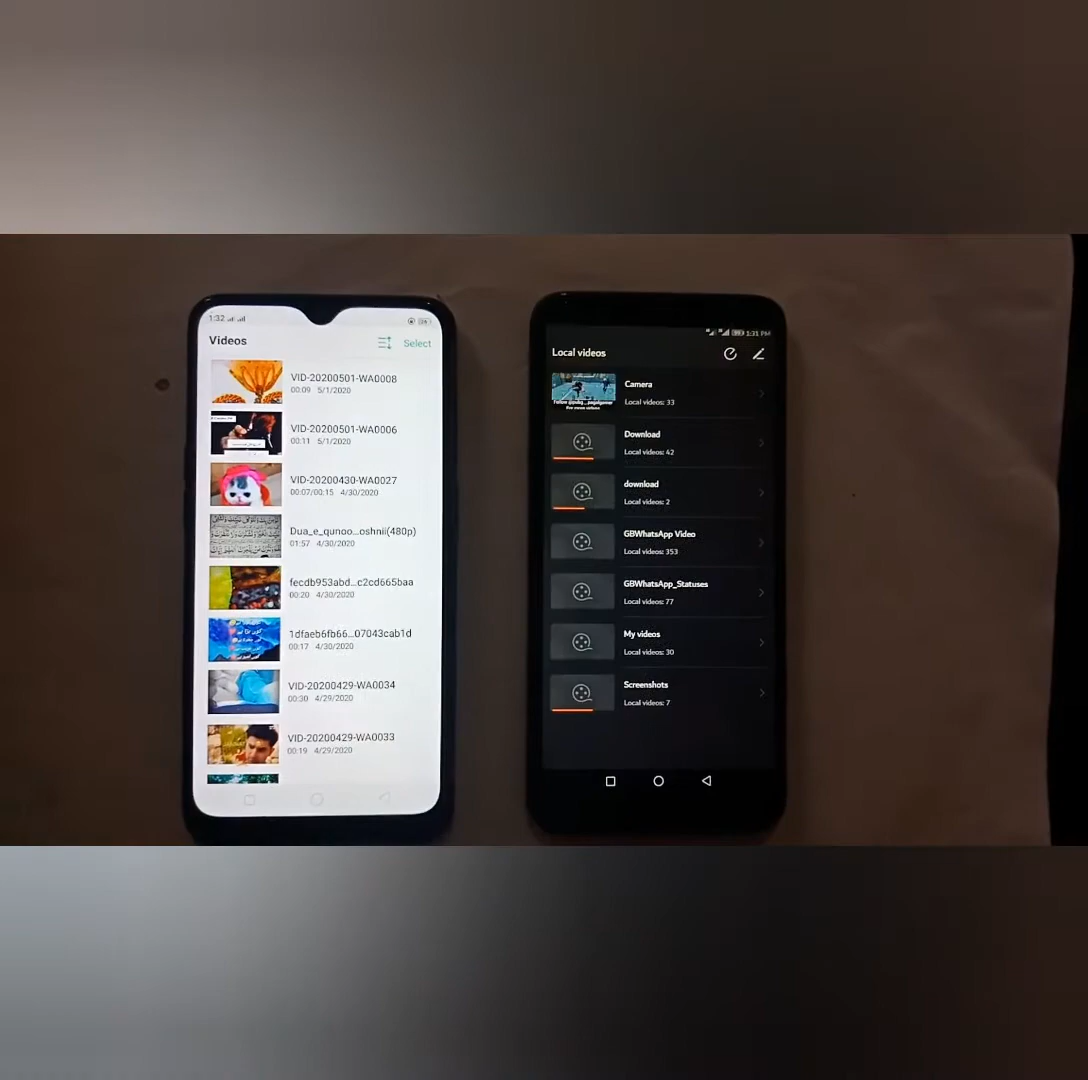 1:32
Videos
Select
VID-20200501-WA0008
00:09 5/1/2020
VID-20200501-WA0006
00:11 5/1/2020
VID-20200430-WA0027
00:07/00:15 4/30/2020
Dua_e_qunoo...oshnii(480p)
01:57 4/30/2020
fecdb953abd...c2cd665baa
00:20 4/30/2020
1dfaeb6fb66...07043cab1d
00:17 4/30/2020
VID-20200429-WA0034
00:30 4/29/2020
VID-20200429-WA0033
00:19 4/29/2020
1:31 PM
Local videos
Camera
Local videos: 33
Download
Local videos: 42
download
Local videos: 2
GBWhatsApp Video
Local videos: 353
GBWhatsApp_Statuses
Local videos: 77
My videos
Local videos: 30
Screenshots
Local videos: 7